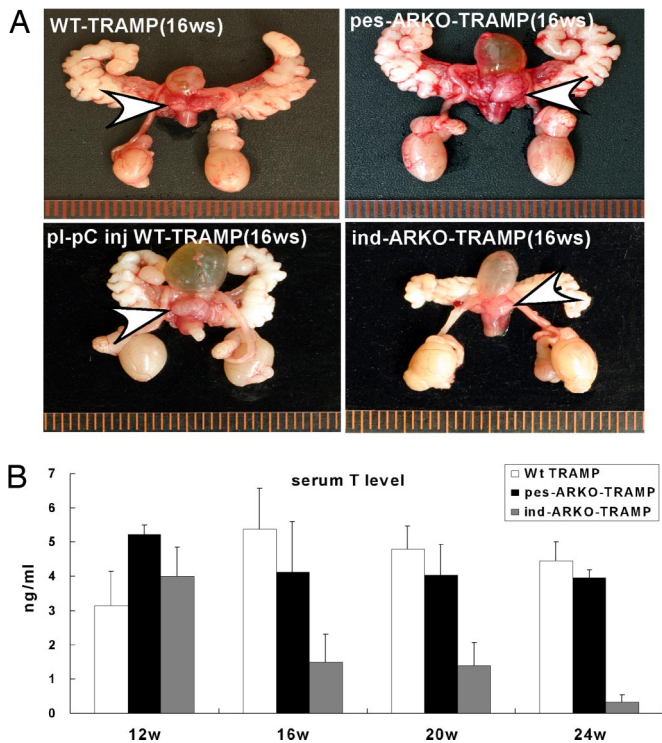 A
WT-TRAMP(16ws)
pes-ARKO-TRAMP(16ws)
pI-pC inj WT-TRAMP(16ws)
ind-ARKO-TRAMP(16ws)
B
serum T level
Wt TRAMP
pes-ARKO-TRAMP
ind-ARKO-TRAMP
ng/ml
7
6
5
4
3
2
1
0
12w 16w 20w 24w